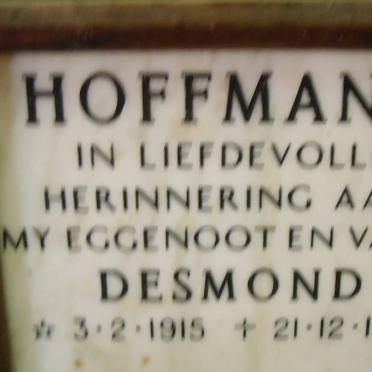 HOFFMAN
IN LIEFDEVOLL
HERINNERING AA
MY EGGENOOT EN VA
DESMOND
☆ 3·2·1915 + 21·12·1